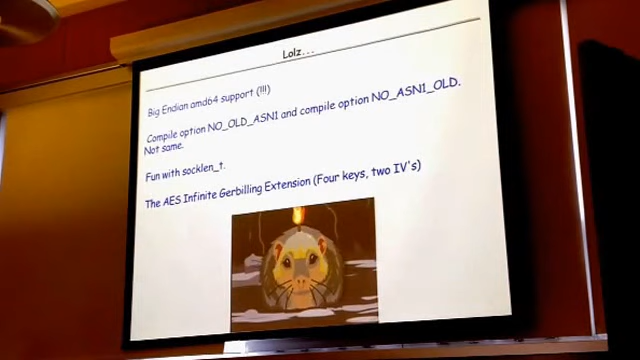 Lolz...
Big Endian amd64 support (!!!)
Compile option NO_OLD_ASN1 and compile option NO_ASN1_OLD.
Not same.
Fun with socklen_t.
The AES Infinite Gerbilling Extension (Four keys, two IV's)